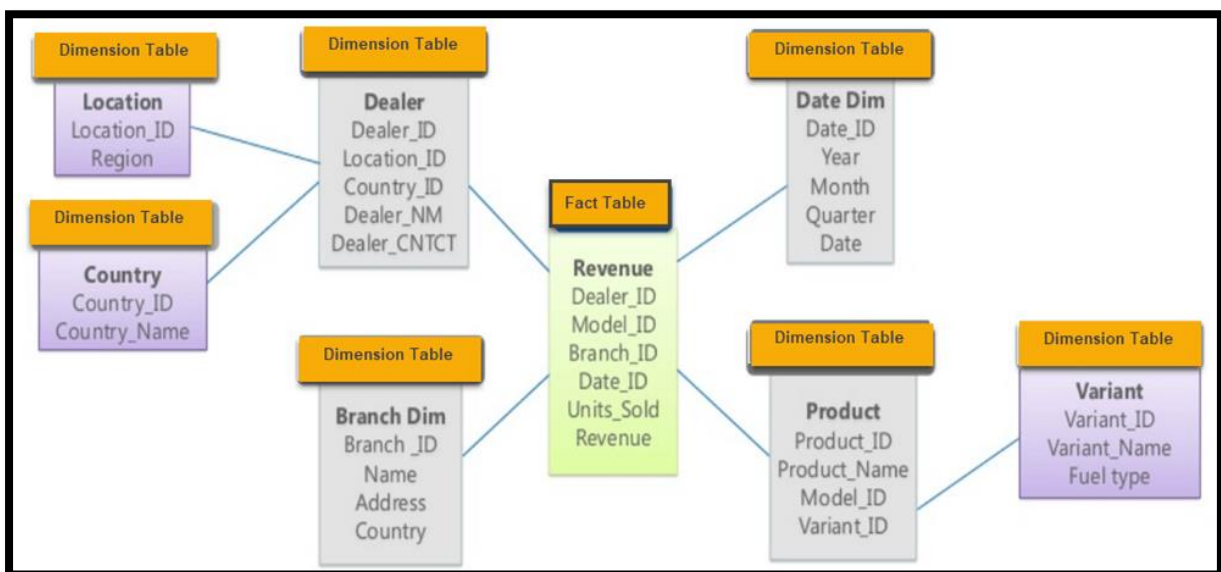 Dimension Table
Location
Location_ID
Region
Dimension Table
Country
Country_ID
Country_Name
Dimension Table
Dealer
Dealer_ID
Location_ID
Country_ID
Dealer_NM
Dealer_CNTCT
Dimension Table
Branch Dim
Branch _ID
Name
Address
Country
Fact Table
Revenue
Dealer_ID
Model_ID
Branch_ID
Date_ID
Units_Sold
Revenue
Dimension Table
Date Dim
Date_ID
Year
Month
Quarter
Date
Dimension Table
Product
Product_ID
Product_Name
Model_ID
Variant_ID
Dimension Table
Variant
Variant_ID
Variant_Name
Fuel type